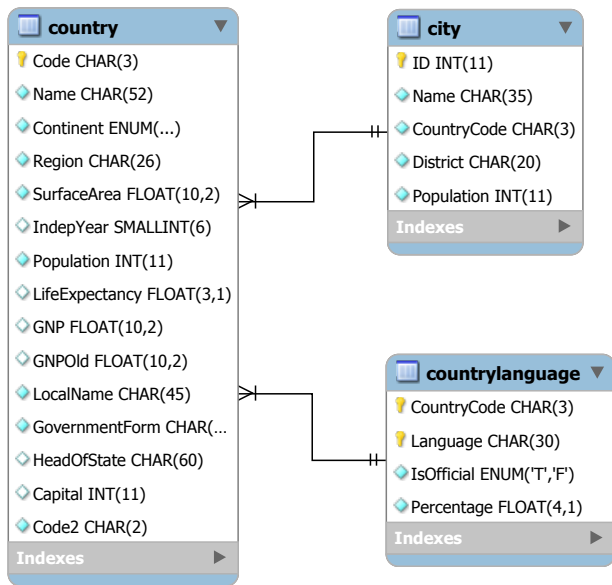 country
Code CHAR(3)
Name CHAR(52)
Continent ENUM(...)
Region CHAR(26)
SurfaceArea FLOAT(10,2)
IndepYear SMALLINT(6)
Population INT(11)
LifeExpectancy FLOAT(3,1)
GNP FLOAT(10,2)
GNPOld FLOAT(10,2)
LocalName CHAR(45)
GovernmentForm CHAR(...
HeadOfState CHAR(60)
Capital INT(11)
Code2 CHAR(2)
Indexes
city
ID INT(11)
Name CHAR(35)
CountryCode CHAR(3)
District CHAR(20)
Population INT(11)
Indexes
countrylanguage
CountryCode CHAR(3)
Language CHAR(30)
IsOfficial ENUM('T','F')
Percentage FLOAT(4,1)
Indexes